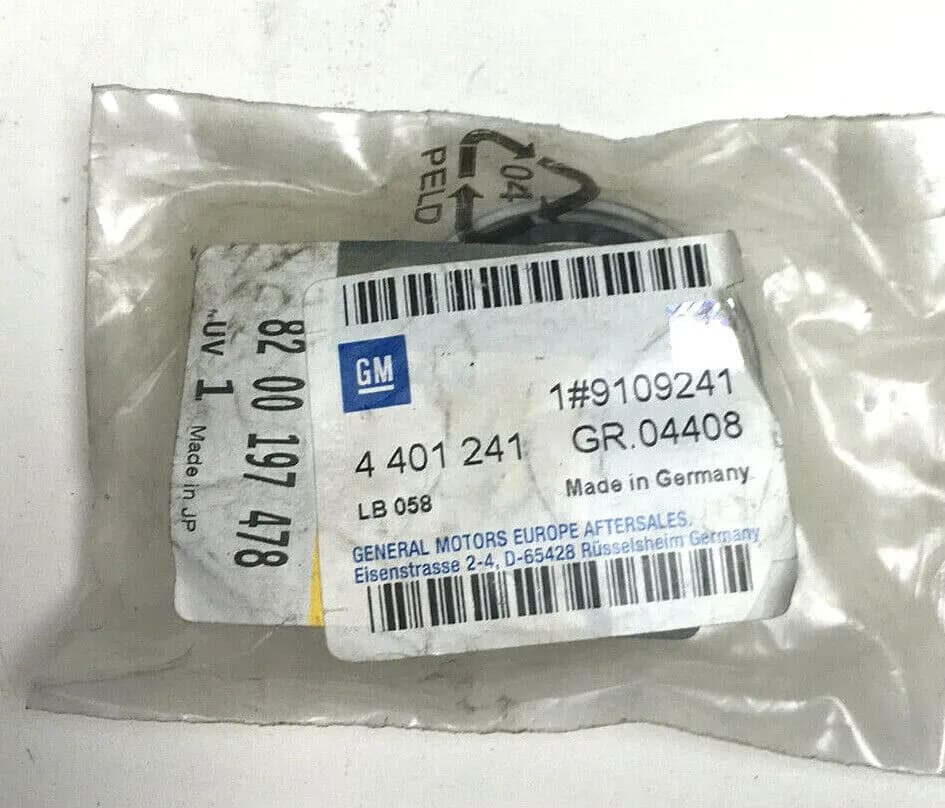 04
PELD
82 00 197 478
UV 1
Made in JP
GM
1#9109241
4 401 241
GR.04408
LB 058
Made in Germany
GENERAL MOTORS EUROPE AFTERSALES,
Eisenstrasse 2-4, D-65428 Rüsselsheim Germany